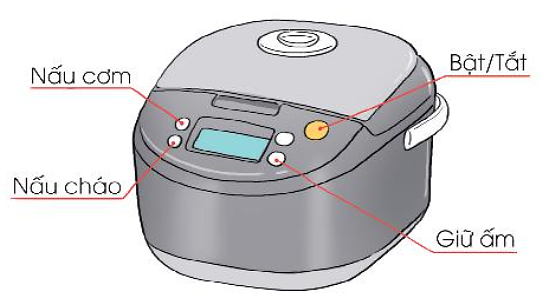 Bật/Tắt
Nấu cơm
Nấu cháo
Giữ ấm